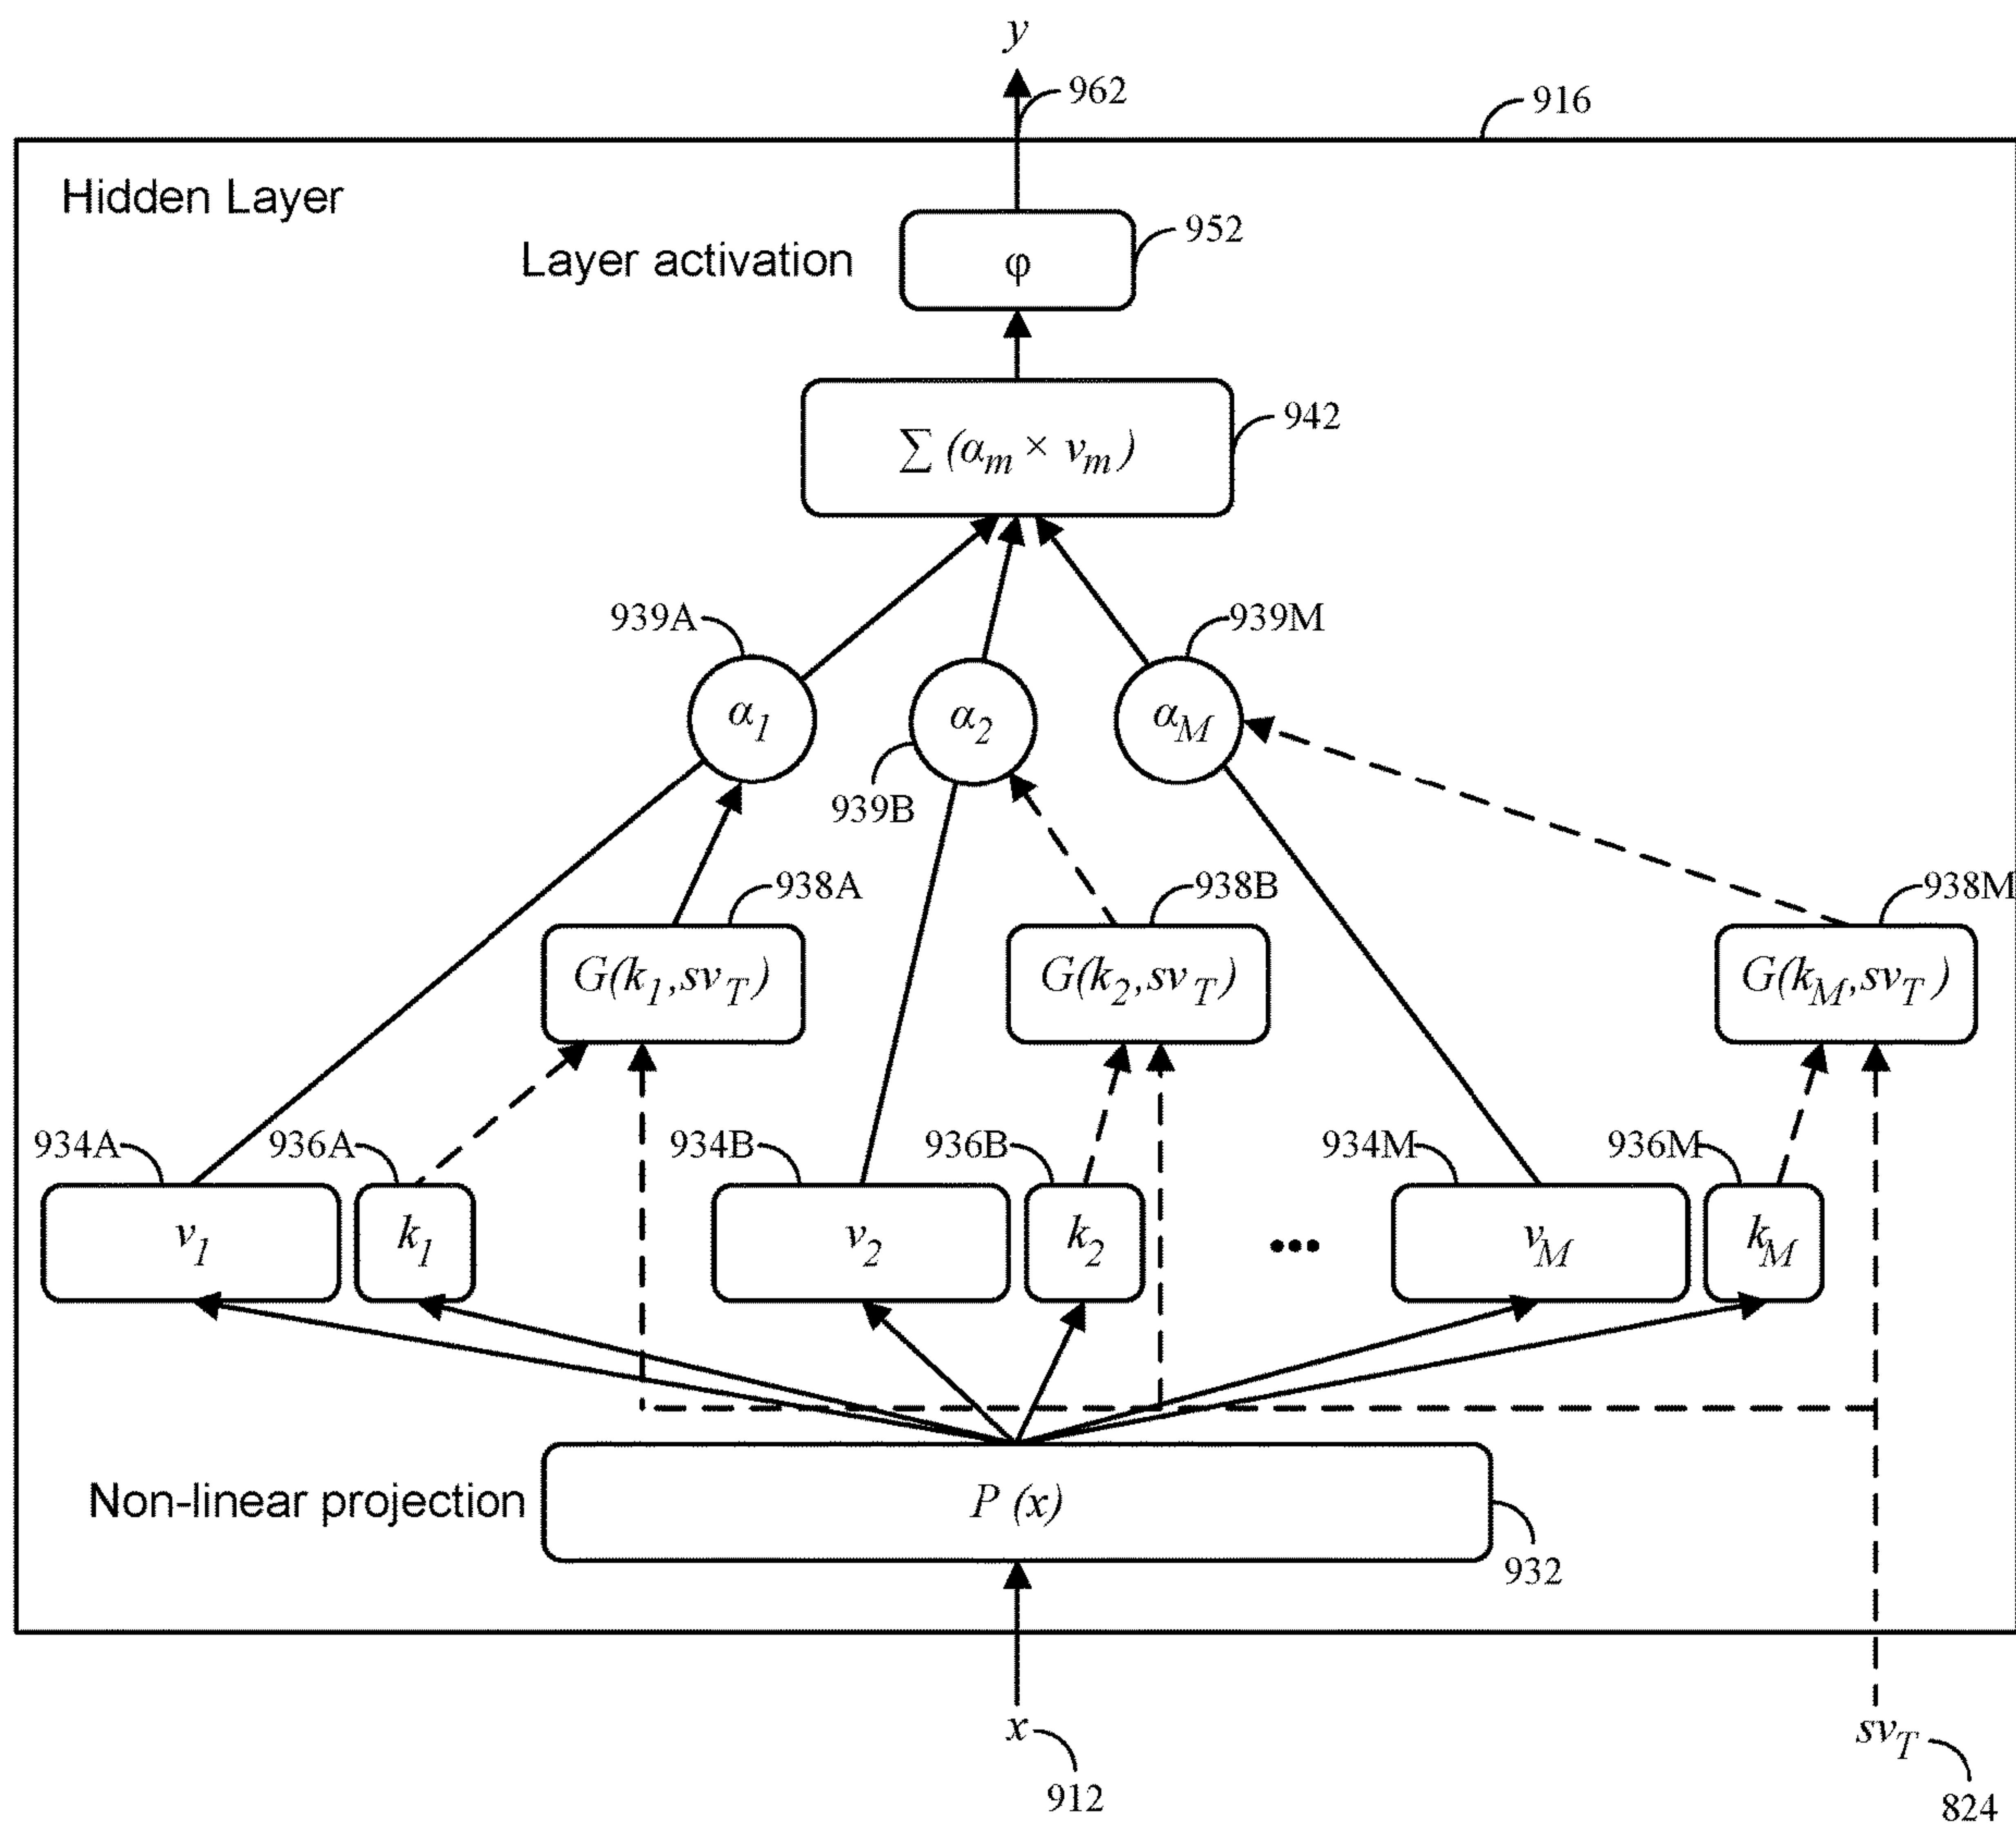 y
962
916
Hidden Layer
Layer activation
φ
952
∑ (αm × vm)
942
939A
939M
α1
α2
αM
939B
938A
938B
938M
G(k1,svT)
G(k2,svT)
G(kM,svT)
934A
936A
934B
936B
934M
936M
v1
k1
v2
k2
•••
vM
kM
Non-linear projection
P (x)
932
x
svT
912
824